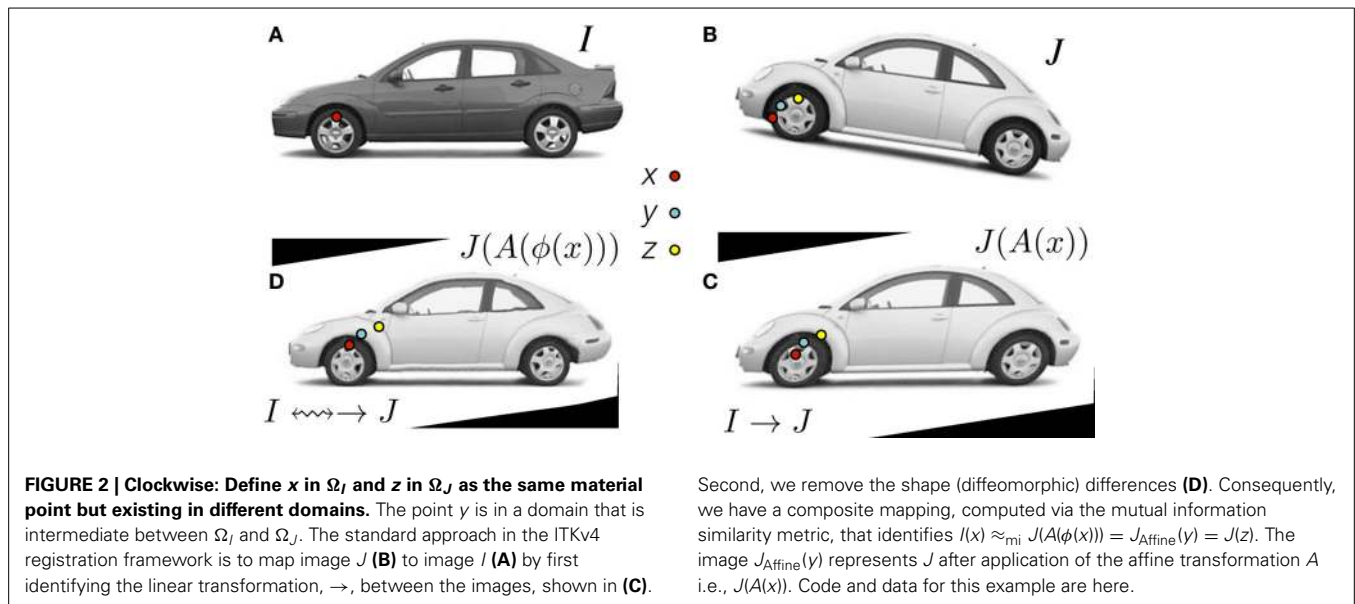 A
I
B
J
x
y
z
J(A(ϕ(x)))
J(A(x))
D
C
I ↭→ J
I → J
FIGURE 2 | Clockwise: Define x in Ω_I and z in Ω_J as the same material
point but existing in different domains. The point y is in a domain that is
intermediate between Ω_I and Ω_J. The standard approach in the ITKv4
registration framework is to map image J (B) to image I (A) by first
identifying the linear transformation, →, between the images, shown in (C).
Second, we remove the shape (diffeomorphic) differences (D). Consequently,
we have a composite mapping, computed via the mutual information
similarity metric, that identifies I(x) ≈mi J(A(ϕ(x))) = JAffine(y) = J(z). The
image JAffine(y) represents J after application of the affine transformation A
i.e., J(A(x)). Code and data for this example are here.